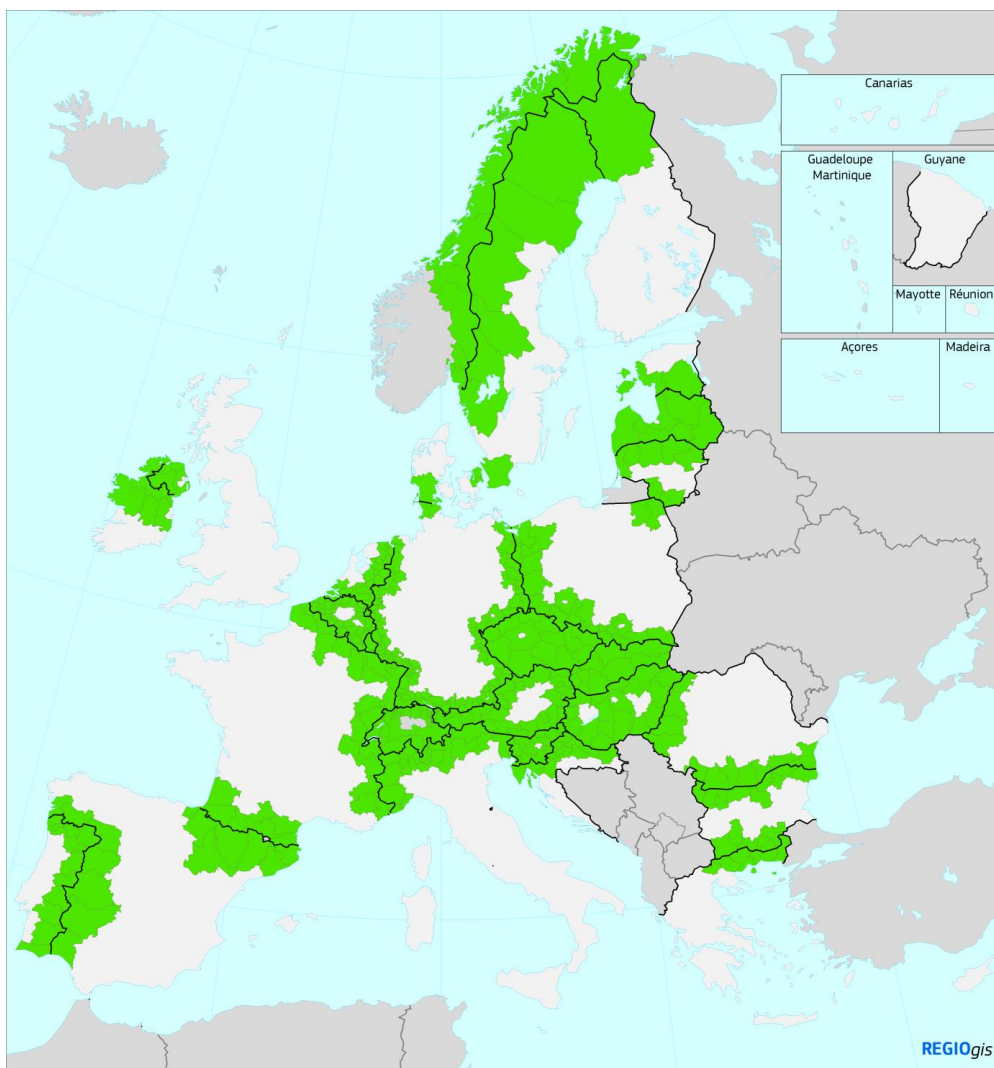 Canarias
Guadeloupe
Martinique
Guyane
Mayotte
Réunion
Açores
Madeira
REGIOgis